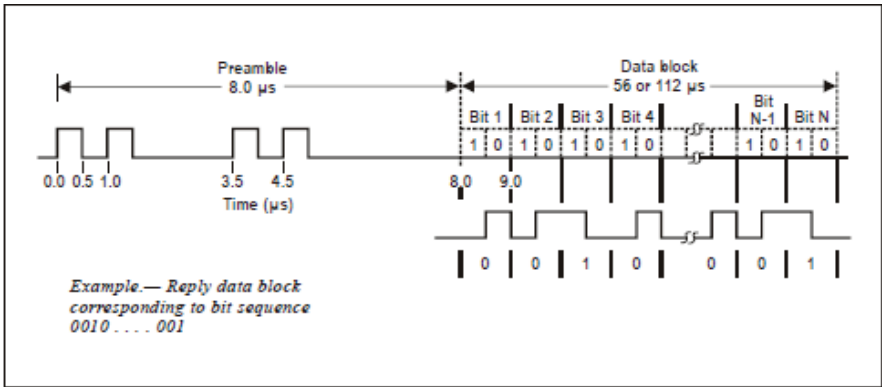 Preamble
8.0 µs
Data block
56 or 112 µs
Bit 1 Bit 2 Bit 3 Bit 4 Bit N-1 Bit N
1 0 1 0 1 0 1 0 1 0 1 0
0.0 0.5 1.0 3.5 4.5 8.0 9.0
Time (µs)
0 0 1 0 0 0 1
Example.— Reply data block
corresponding to bit sequence
0010 . . . . 001